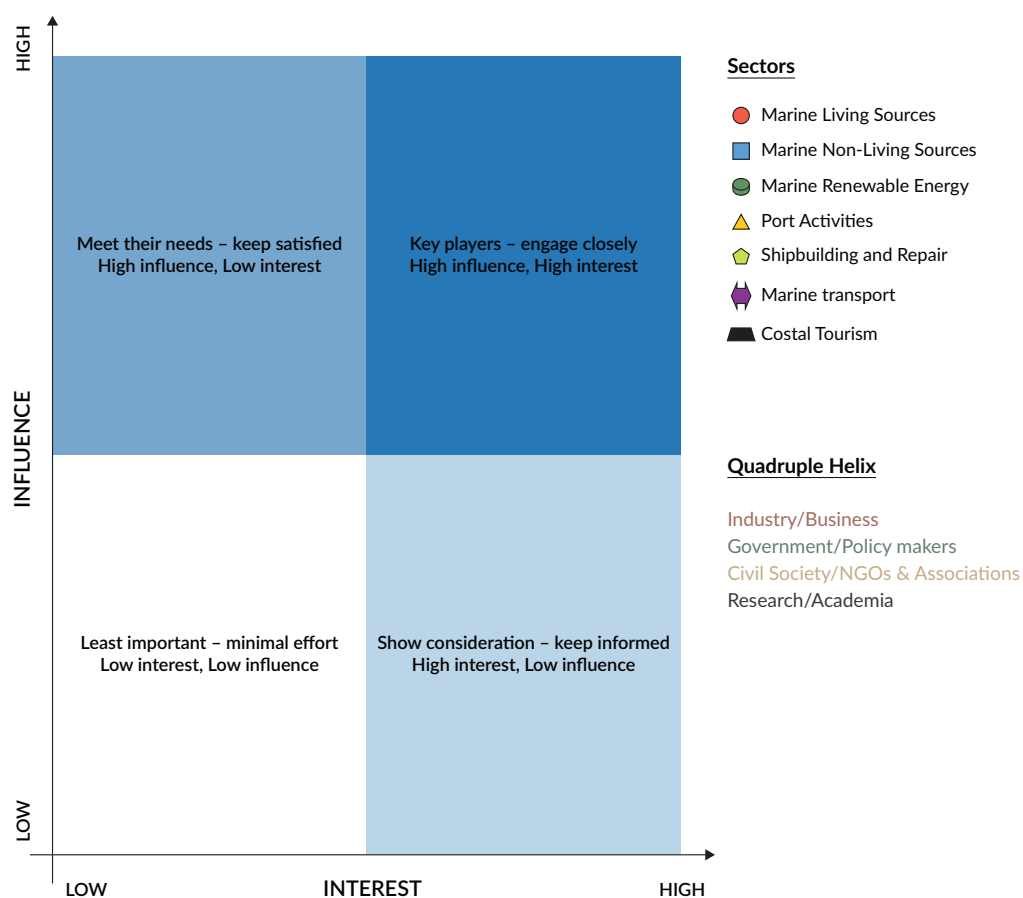 HIGH
INFLUENCE
LOW
Meet their needs – keep satisfied
High influence, Low interest
Key players – engage closely
High influence, High interest
Least important – minimal effort
Low interest, Low influence
Show consideration – keep informed
High interest, Low influence
LOW
INTEREST
HIGH
Sectors
Marine Living Sources
Marine Non-Living Sources
Marine Renewable Energy
Port Activities
Shipbuilding and Repair
Marine transport
Costal Tourism
Quadruple Helix
Industry/Business
Government/Policy makers
Civil Society/NGOs & Associations
Research/Academia